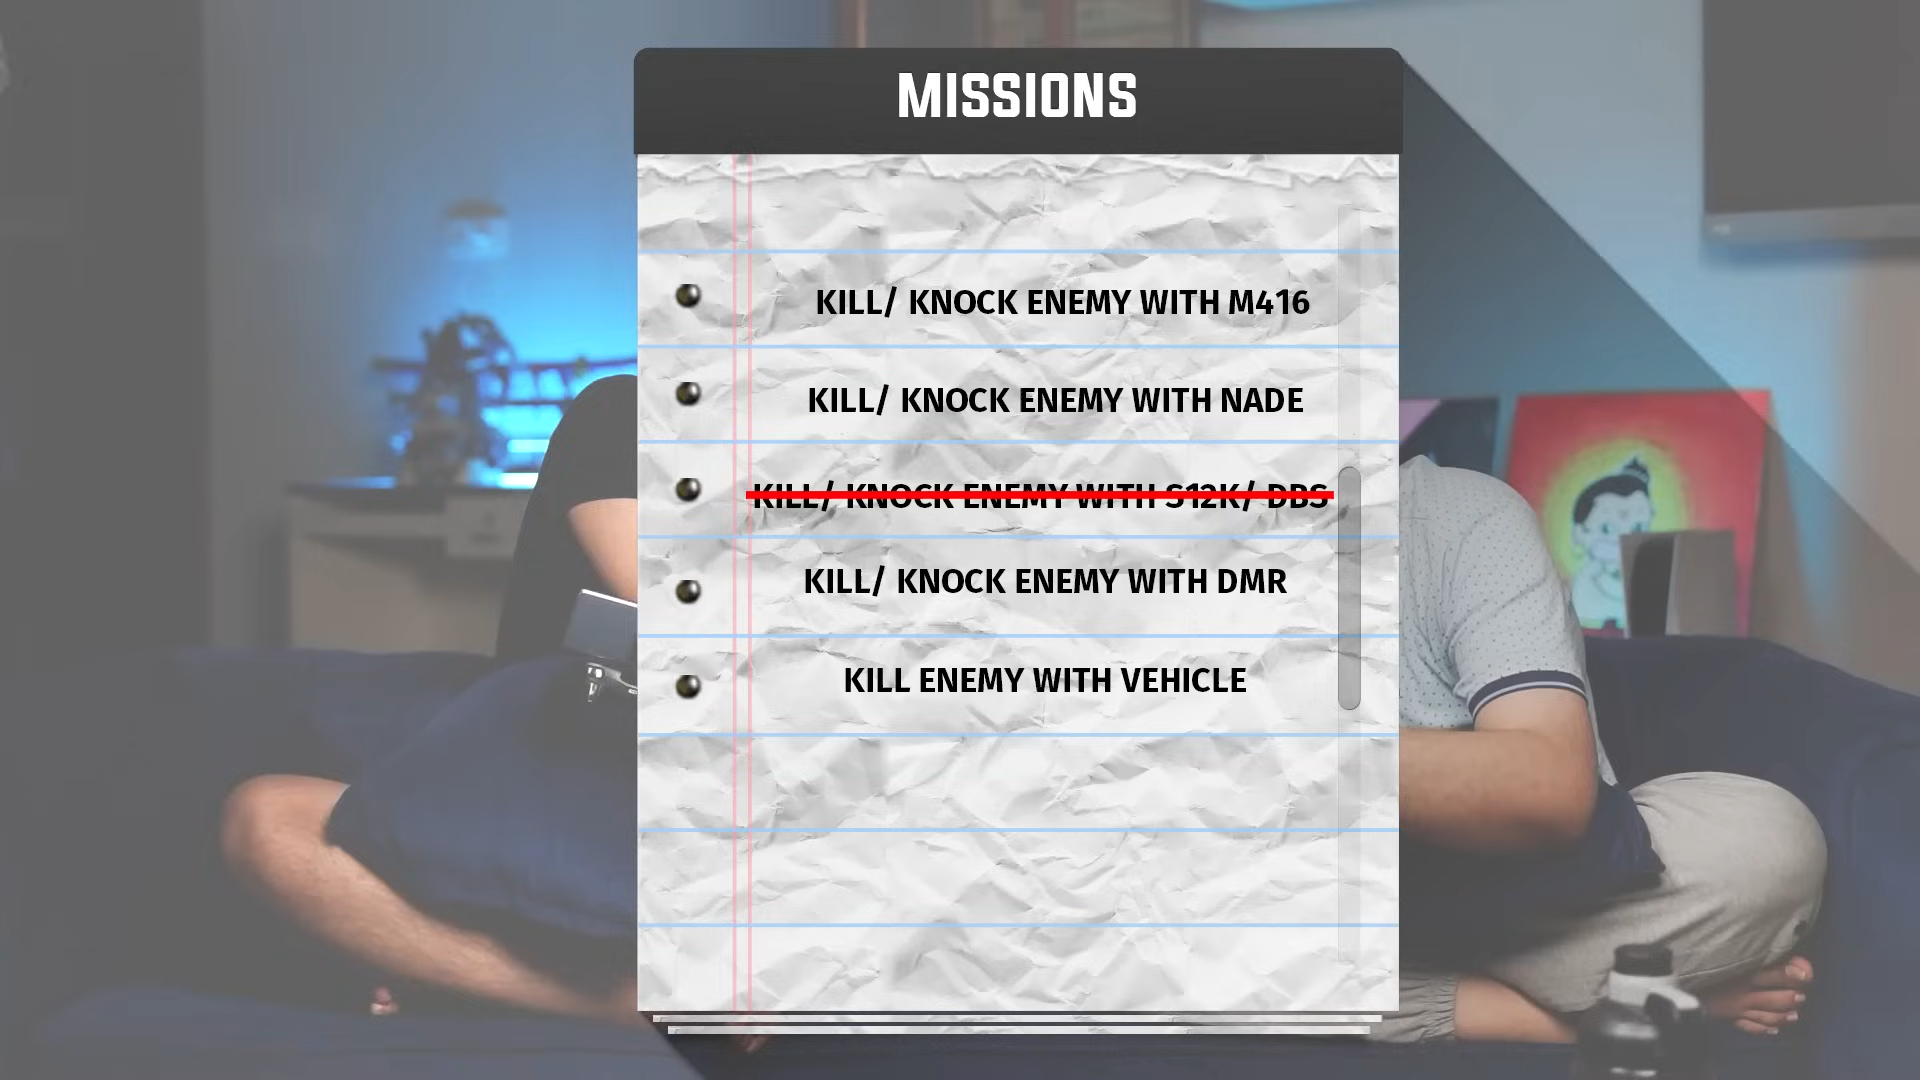 MISSIONS
KILL/ KNOCK ENEMY WITH M416
KILL/ KNOCK ENEMY WITH NADE
KILL/ KNOCK ENEMY WITH S12K/ DBS
KILL/ KNOCK ENEMY WITH DMR
KILL ENEMY WITH VEHICLE